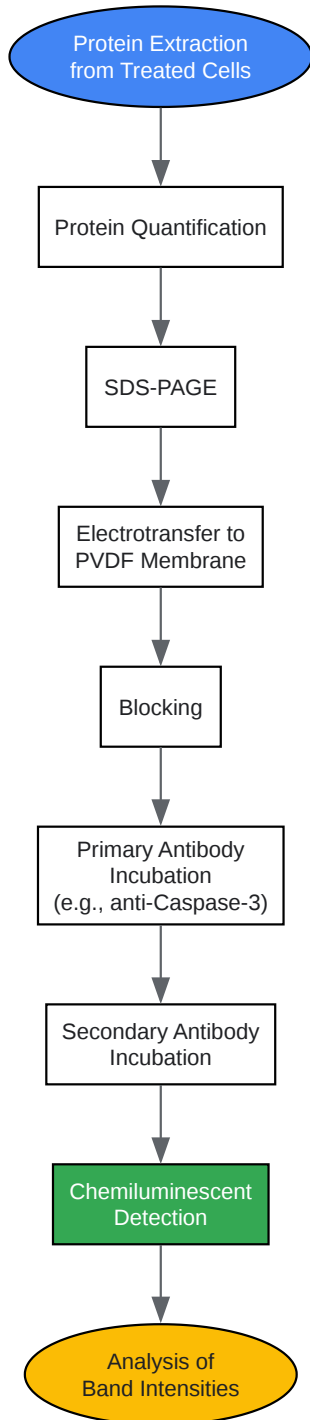 Protein Extraction
from Treated Cells
Protein Quantification
SDS-PAGE
Electrotransfer to
PVDF Membrane
Blocking
Primary Antibody
Incubation
(e.g., anti-Caspase-3)
Secondary Antibody
Incubation
Chemiluminescent
Detection
Analysis of
Band Intensities